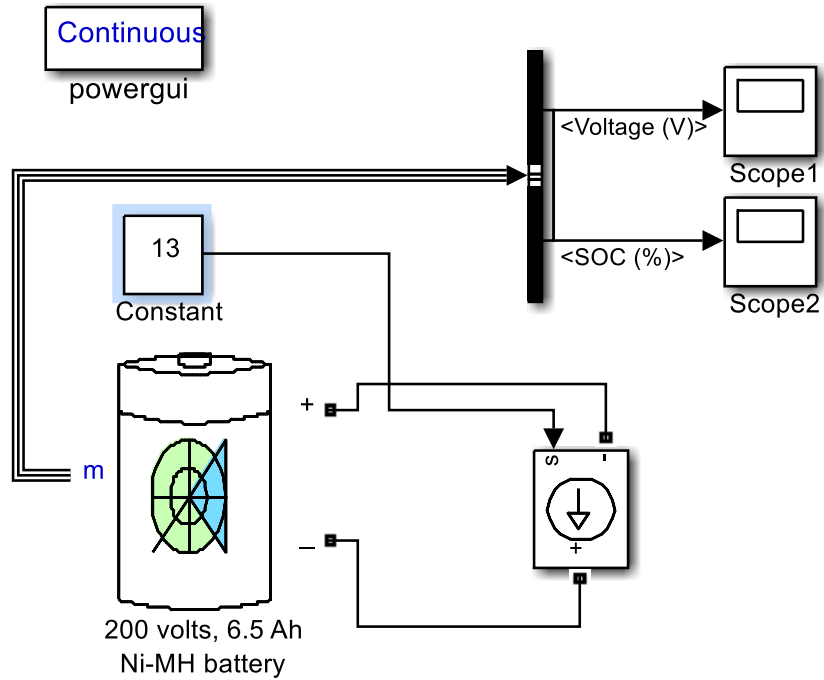 Continuous
powergui
<Voltage (V)>
Scope1
13
Constant
<SOC (%)>
Scope2
+
s
-
m
+
–
200 volts, 6.5 Ah
Ni-MH battery